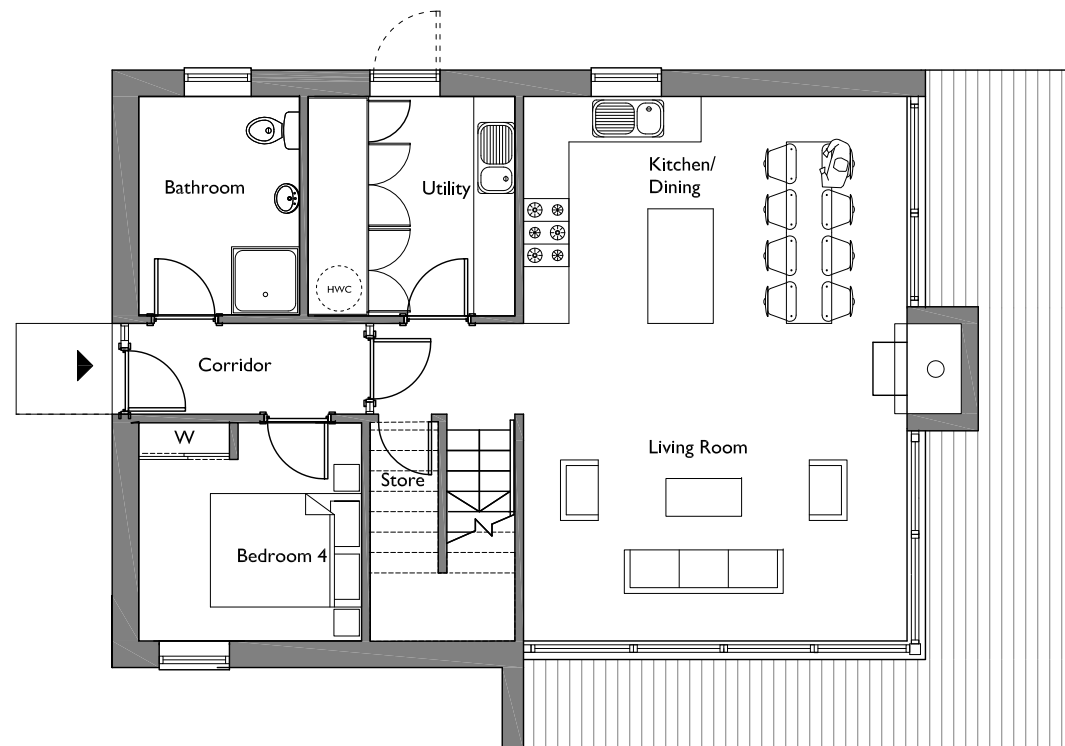 Bathroom
Utility
Kitchen/
Dining
HWC
Corridor
W
Store
Living Room
Bedroom 4